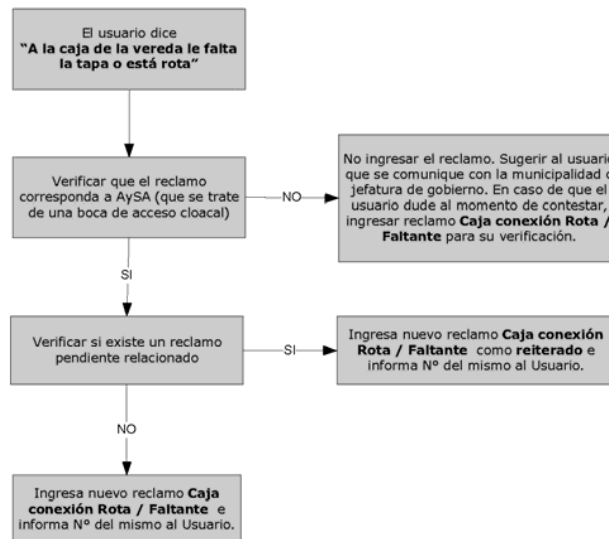 El usuario dice
"A la caja de la vereda le falta
la tapa o está rota"
Verificar que el reclamo
corresponda a AySA (que se trate
de una boca de acceso cloacal)
NO
No ingresar el reclamo. Sugerir al usuario
que se comunique con la municipalidad o
jefatura de gobierno. En caso de que el
usuario dude al momento de contestar,
ingresar reclamo Caja conexión Rota /
Faltante para su verificación.
SI
Verificar si existe un reclamo
pendiente relacionado
SI
Ingresa nuevo reclamo Caja conexión
Rota / Faltante como reiterado e
informa N° del mismo al Usuario.
NO
Ingresa nuevo reclamo Caja
conexión Rota / Faltante e
informa N° del mismo al Usuario.